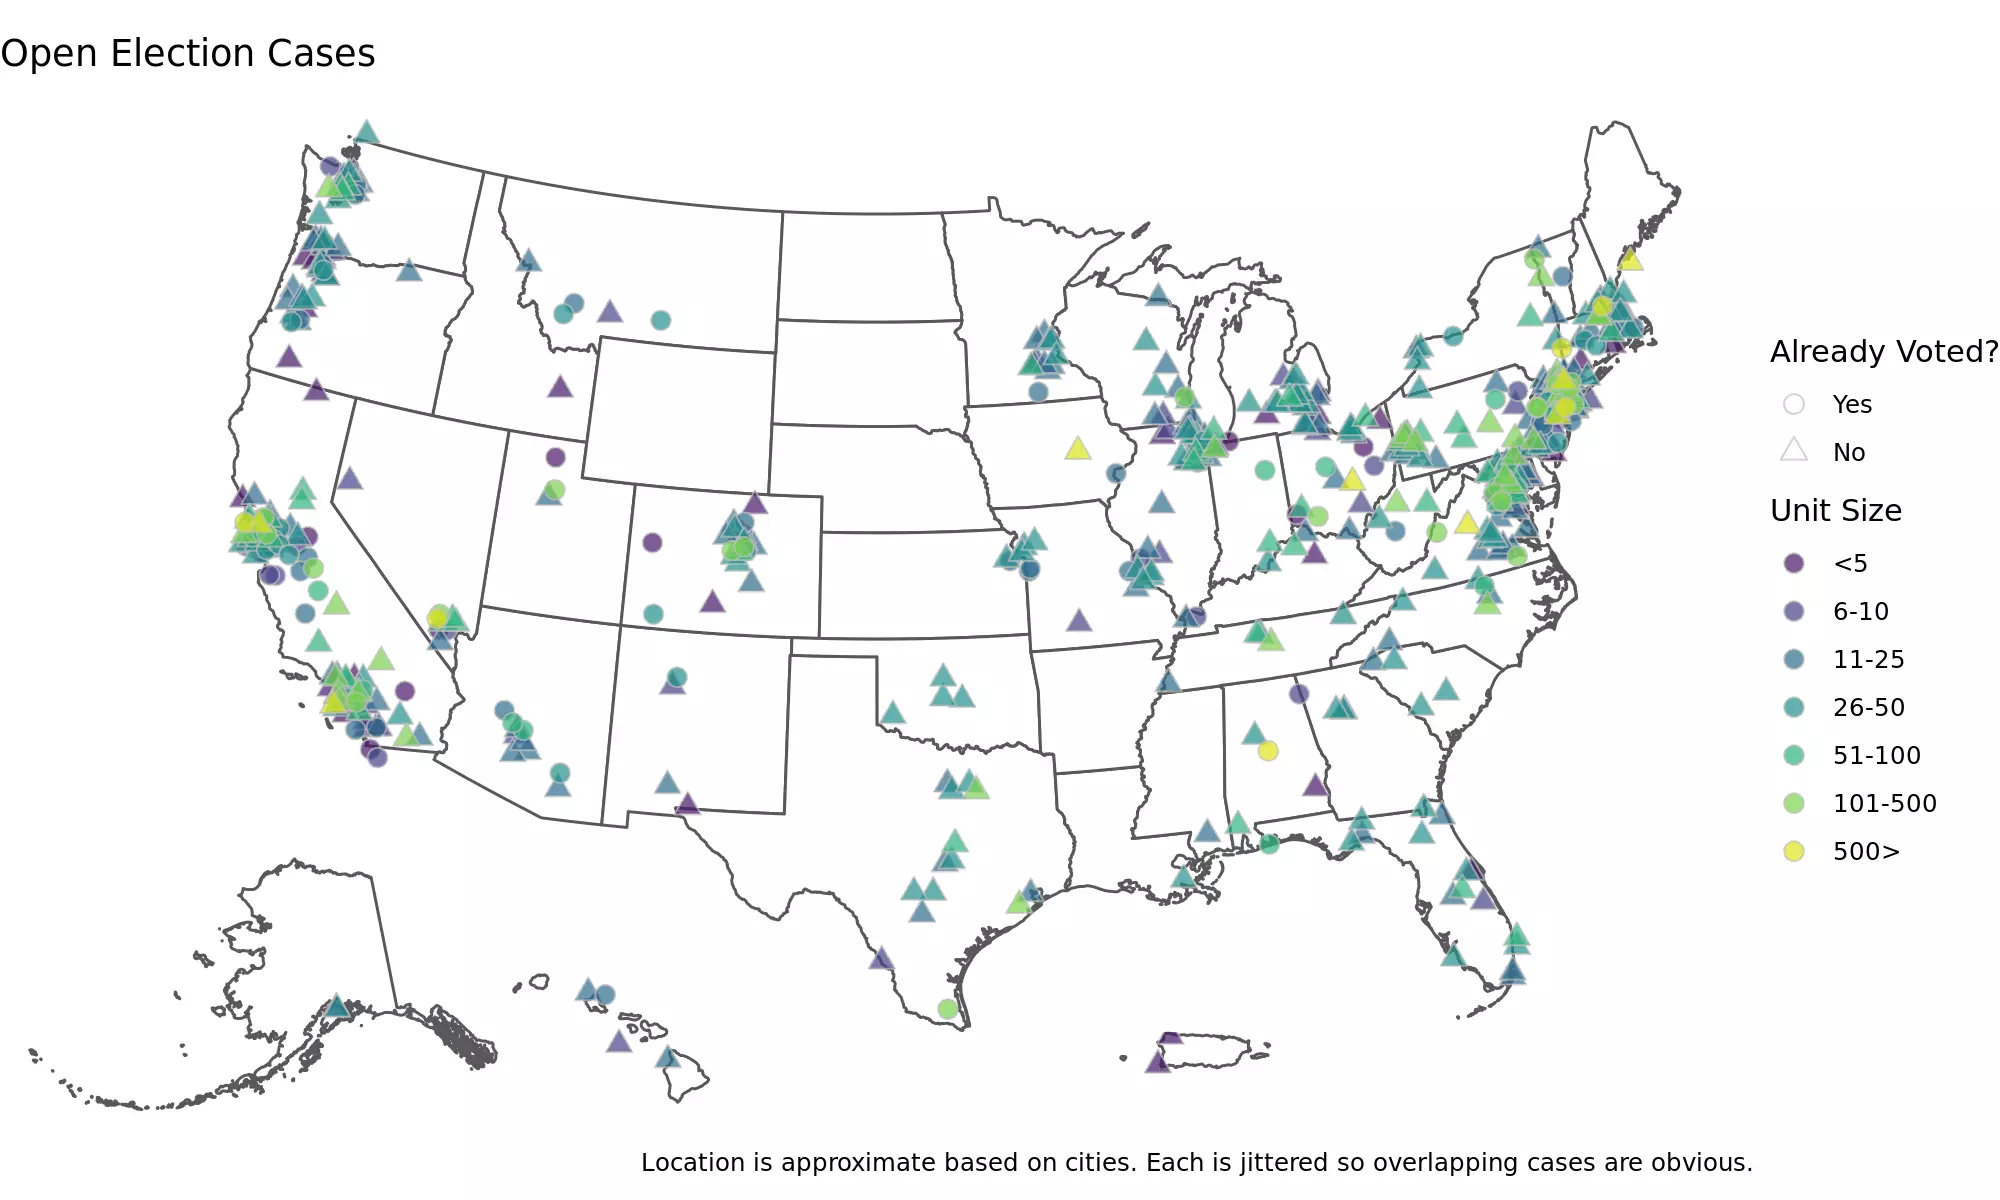 Open Election Cases
Already Voted?
Yes
No
Unit Size
<5
6-10
11-25
26-50
51-100
101-500
500>
Location is approximate based on cities. Each is jittered so overlapping cases are obvious.